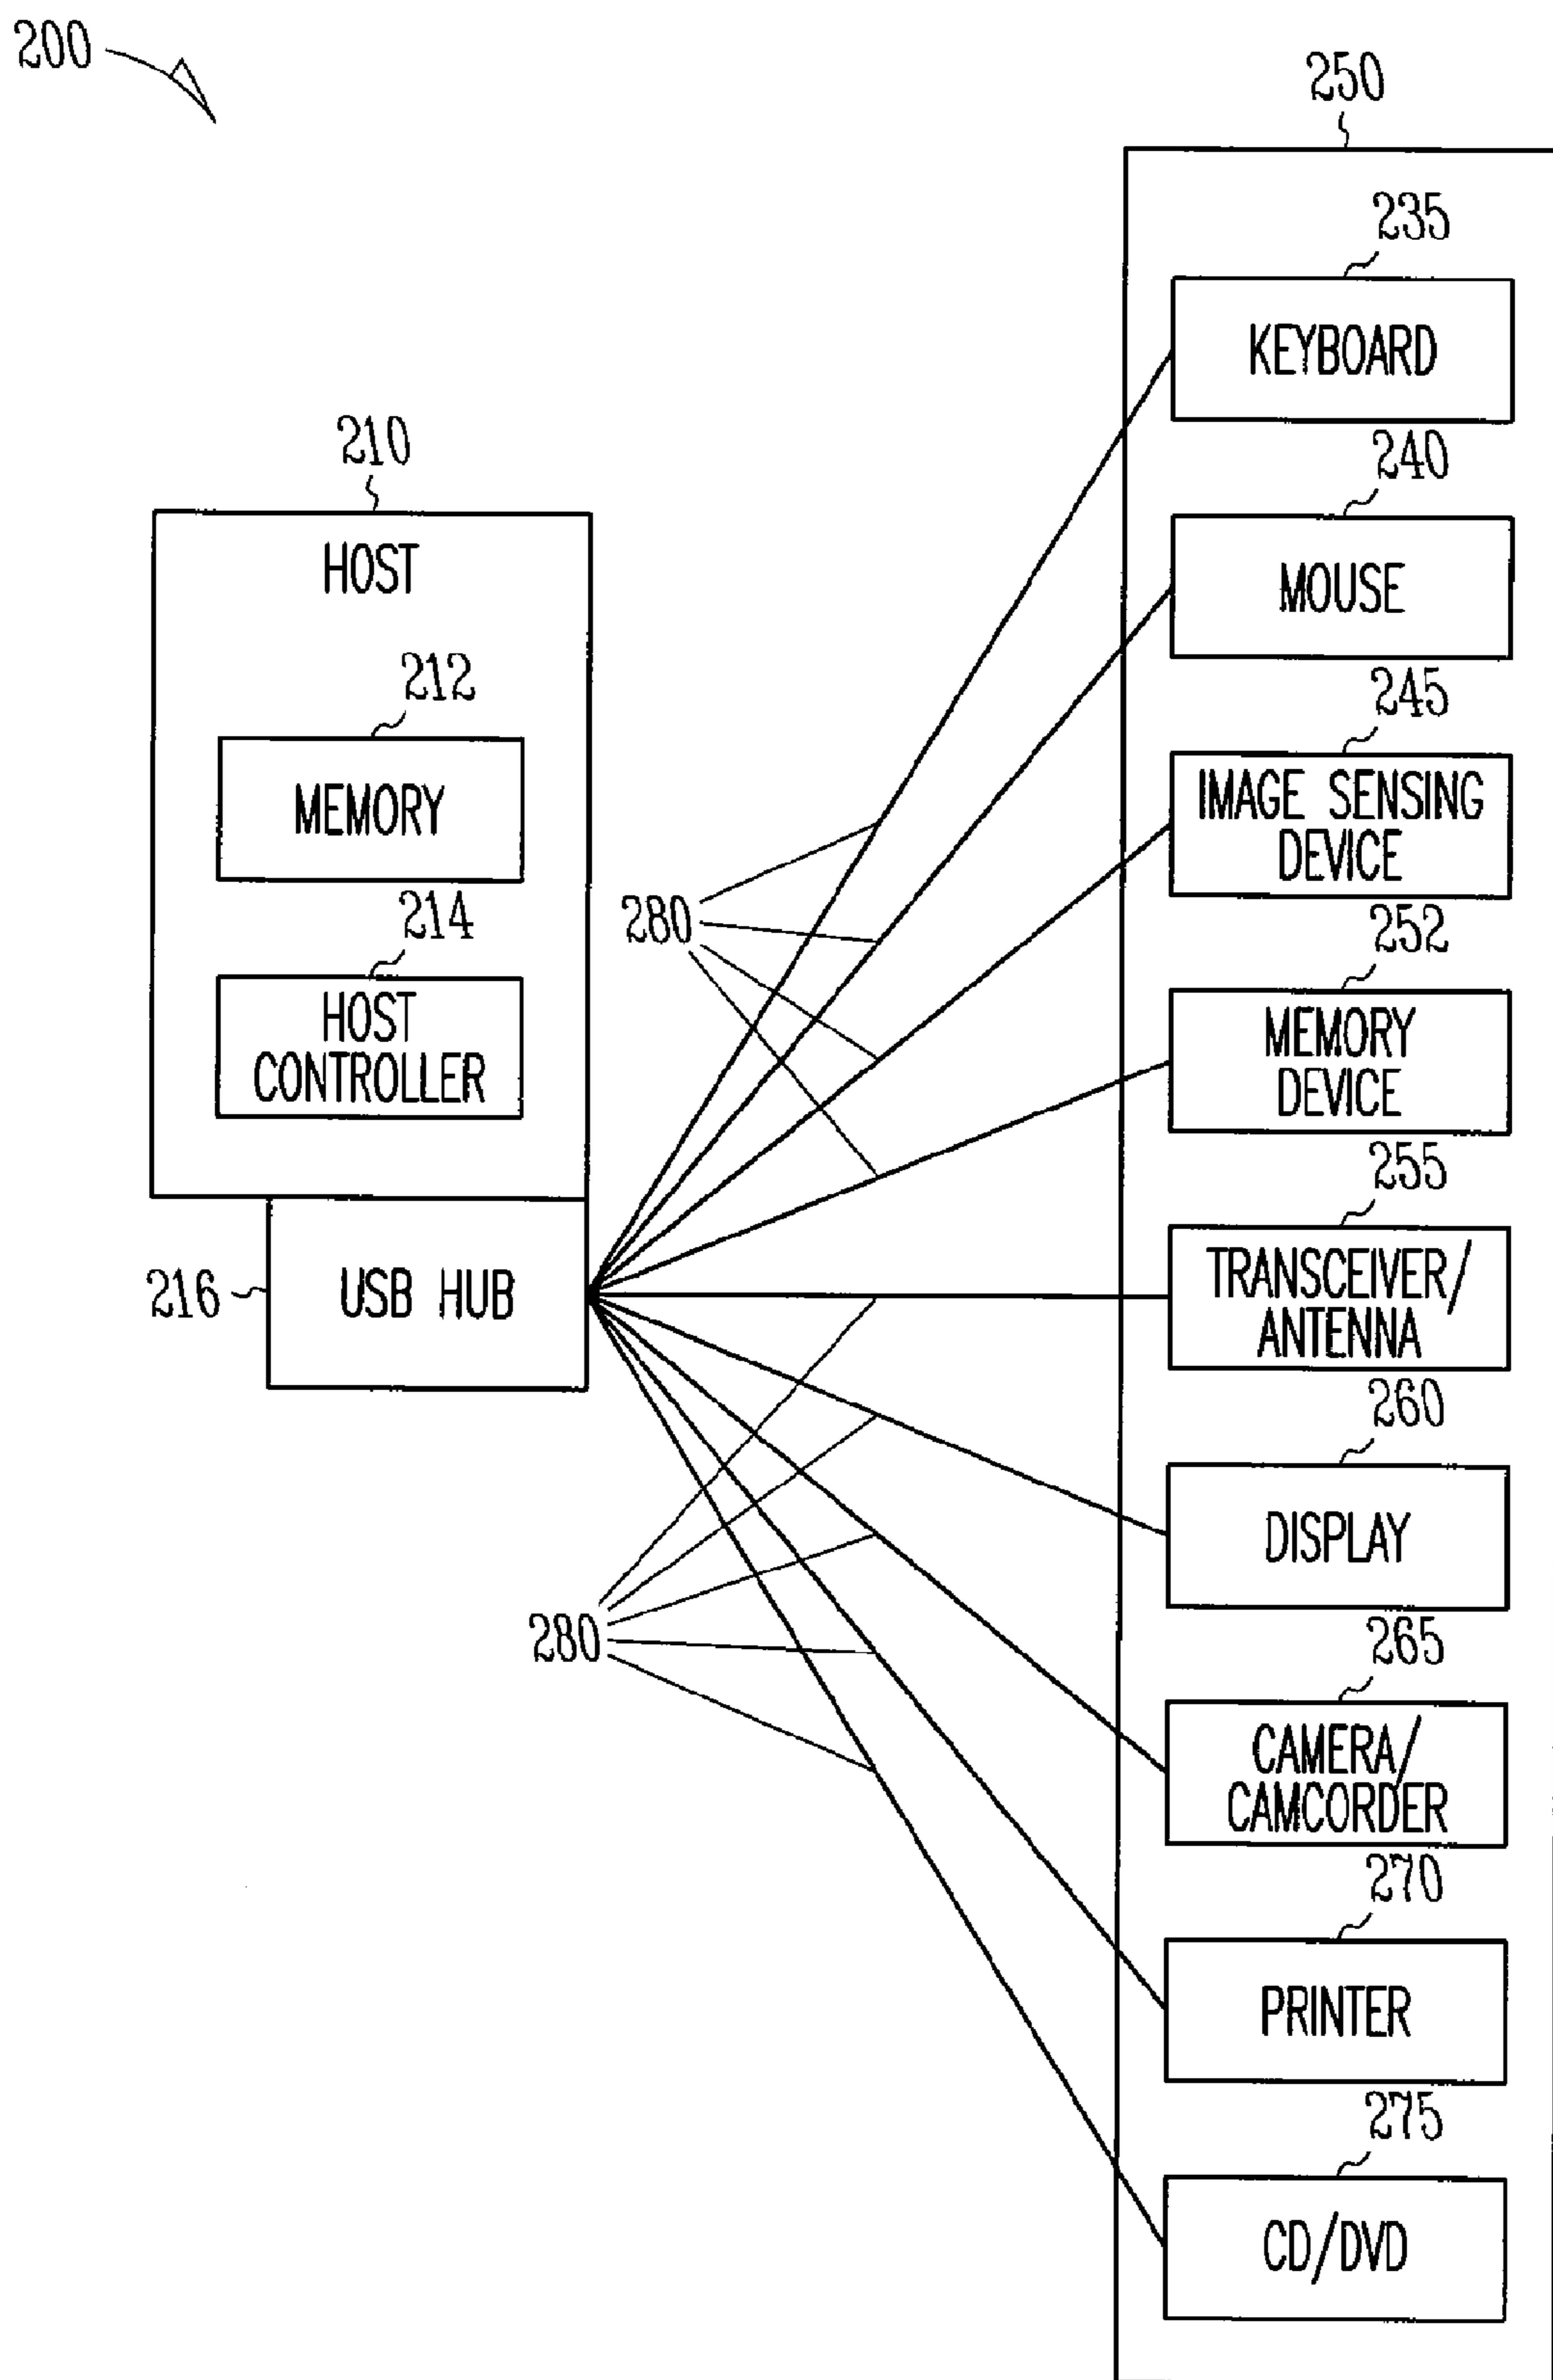 200
250
235
KEYBOARD
210
240
HOST
MOUSE
212
245
MEMORY
IMAGE SENSING
DEVICE
280
214
252
HOST
CONTROLLER
MEMORY
DEVICE
255
216
USB HUB
TRANSCEIVER/
ANTENNA
260
DISPLAY
280
265
CAMERA/
CAMCORDER
270
PRINTER
275
CD/DVD